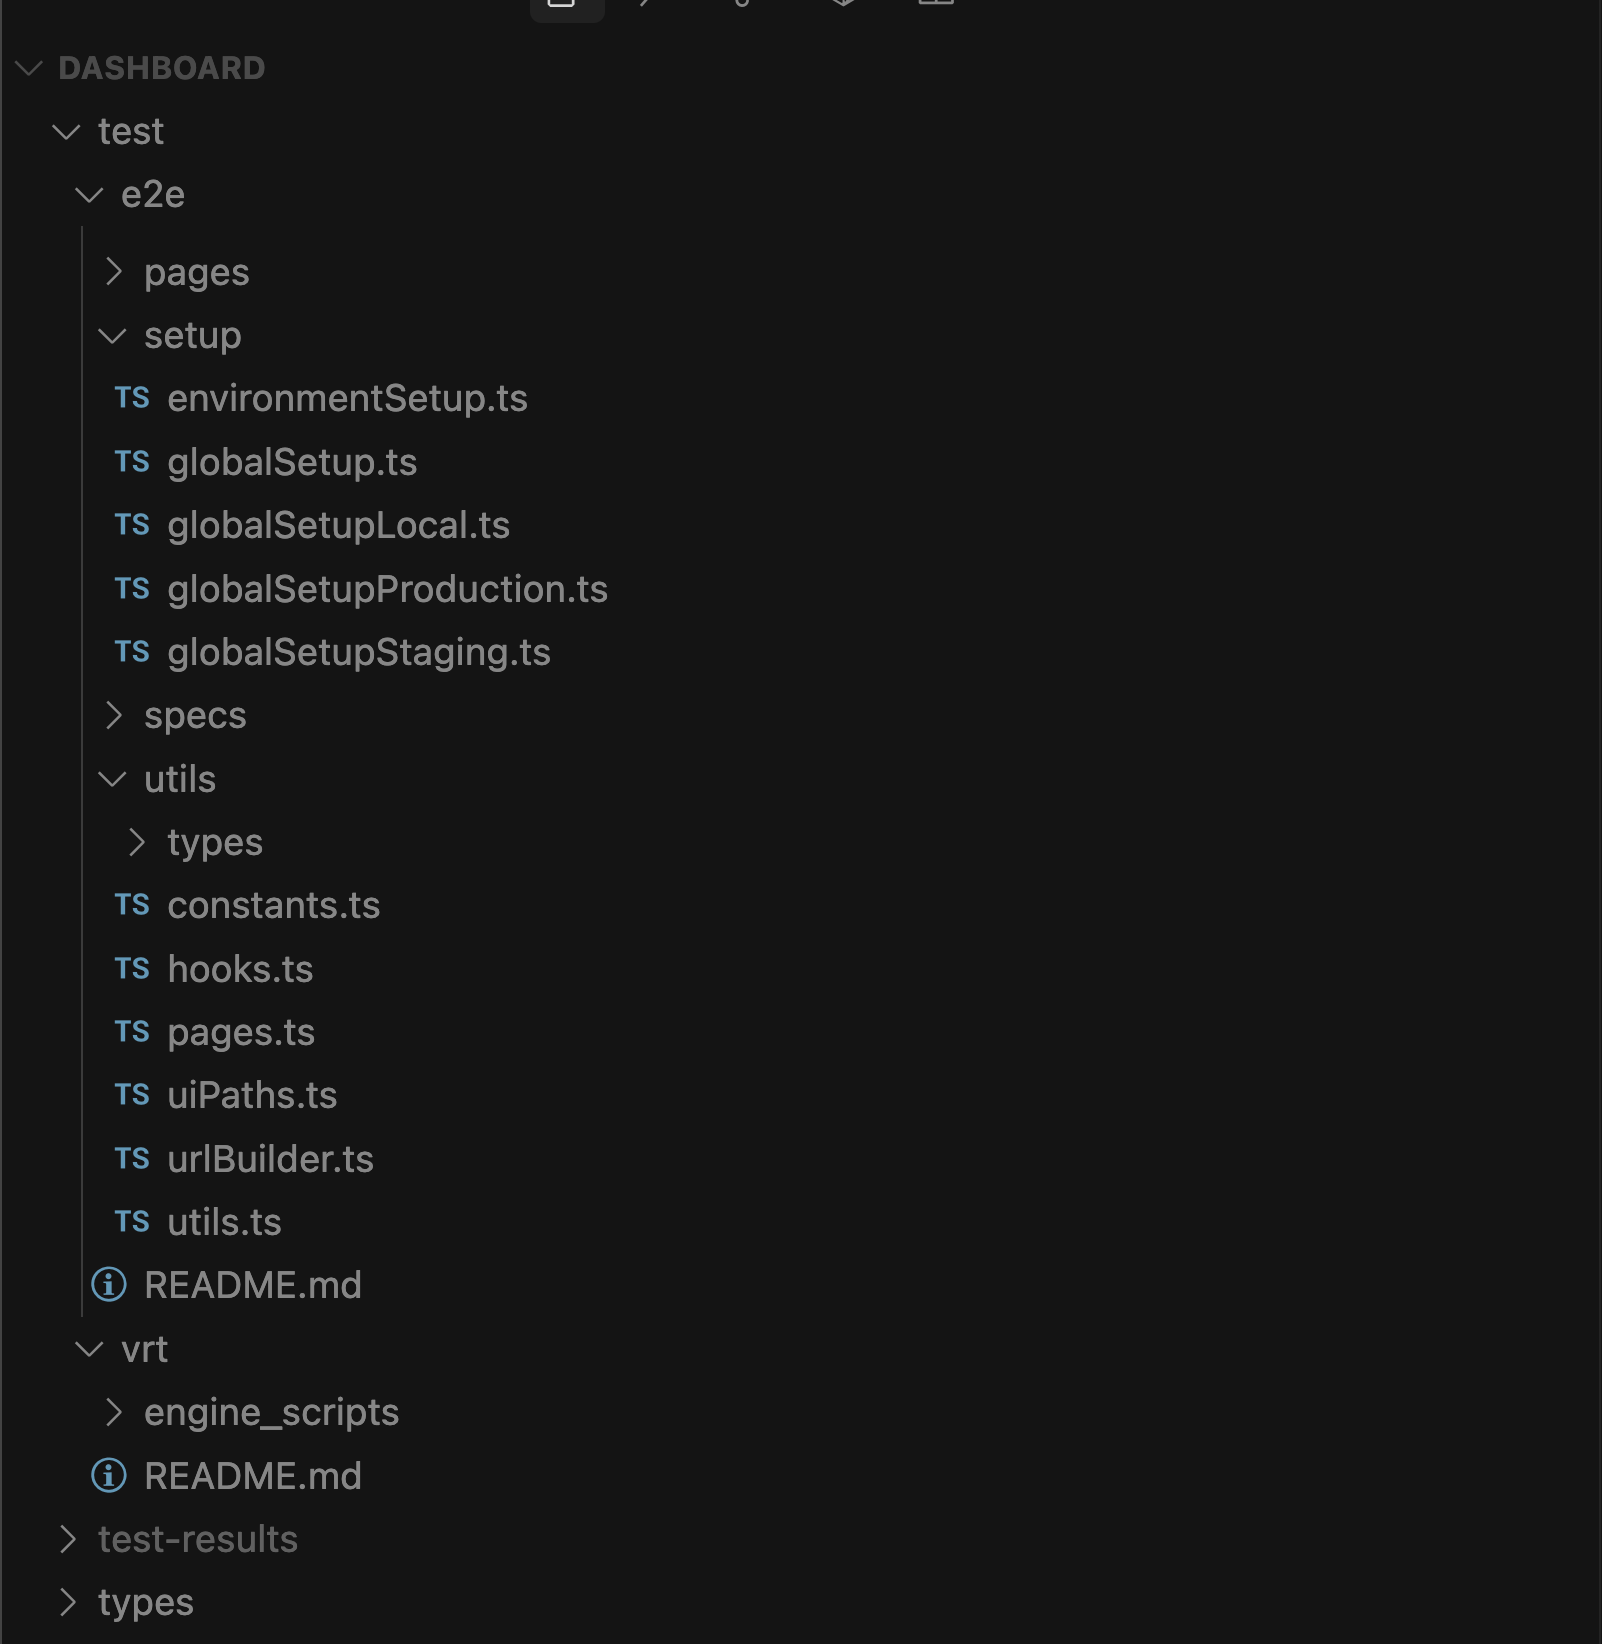 DASHBOARD
test
e2e
pages
setup
TS environmentSetup.ts
TS globalSetup.ts
TS globalSetupLocal.ts
TS globalSetupProduction.ts
TS globalSetupStaging.ts
specs
utils
types
TS constants.ts
TS hooks.ts
TS pages.ts
TS uiPaths.ts
TS urlBuilder.ts
TS utils.ts
README.md
vrt
engine_scripts
README.md
test-results
types